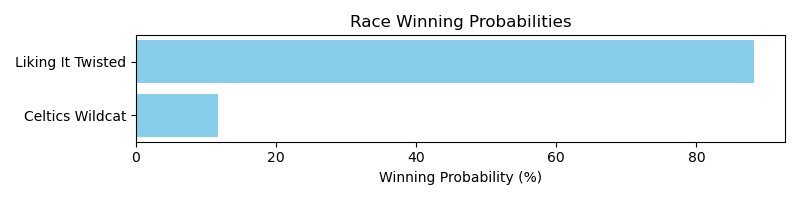 Race Winning Probabilities
Liking It Twisted
Celtics Wildcat
0 20 40 60 80
Winning Probability (%)